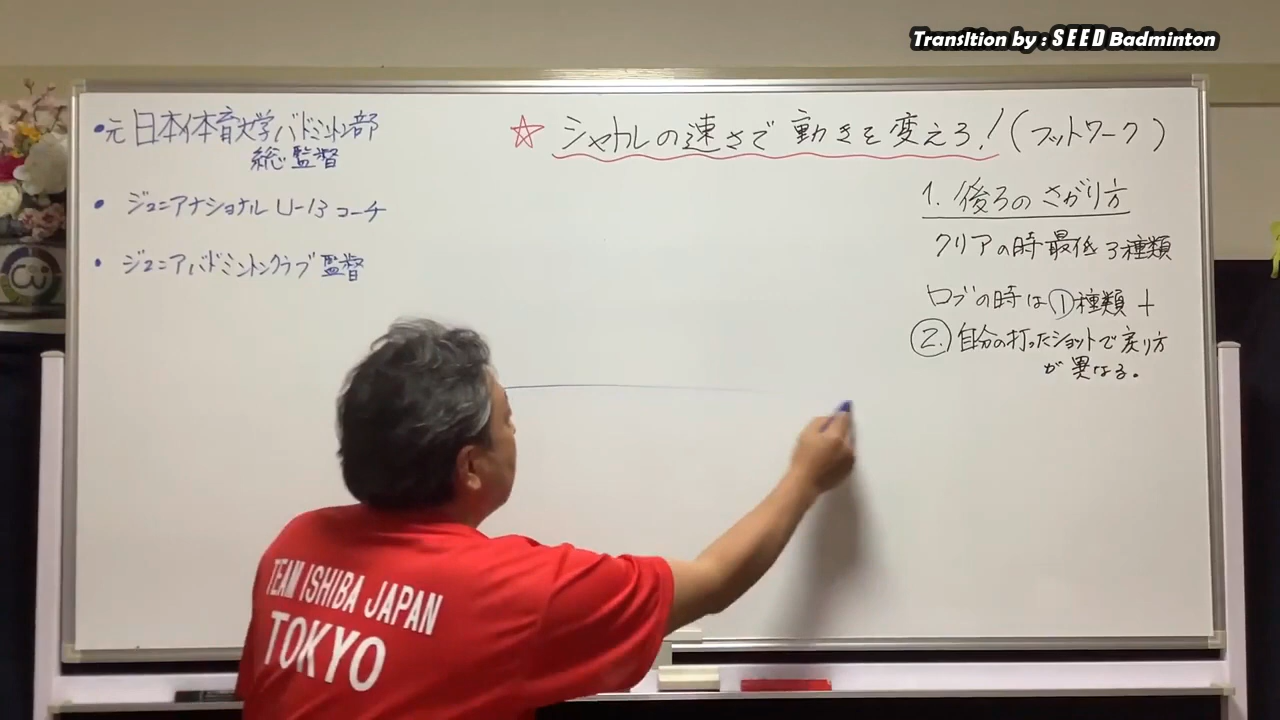 Transltion by : SEED Badminton
•元 日本体育大学バドミントン部
総監督
• ジュニアナショナル U-13 コーチ
• ジュニアバドミントンクラブ 監督
☆ シャトルの速さで 動きを変えろ!(フットワーク)
1. 後ろの さがり方
クリアの時 最低 3種類
ロブの時は①種類 +
②.自分の打ったショットで戻り方
が 異なる。
TEAM ISHIBA JAPAN
TOKYO